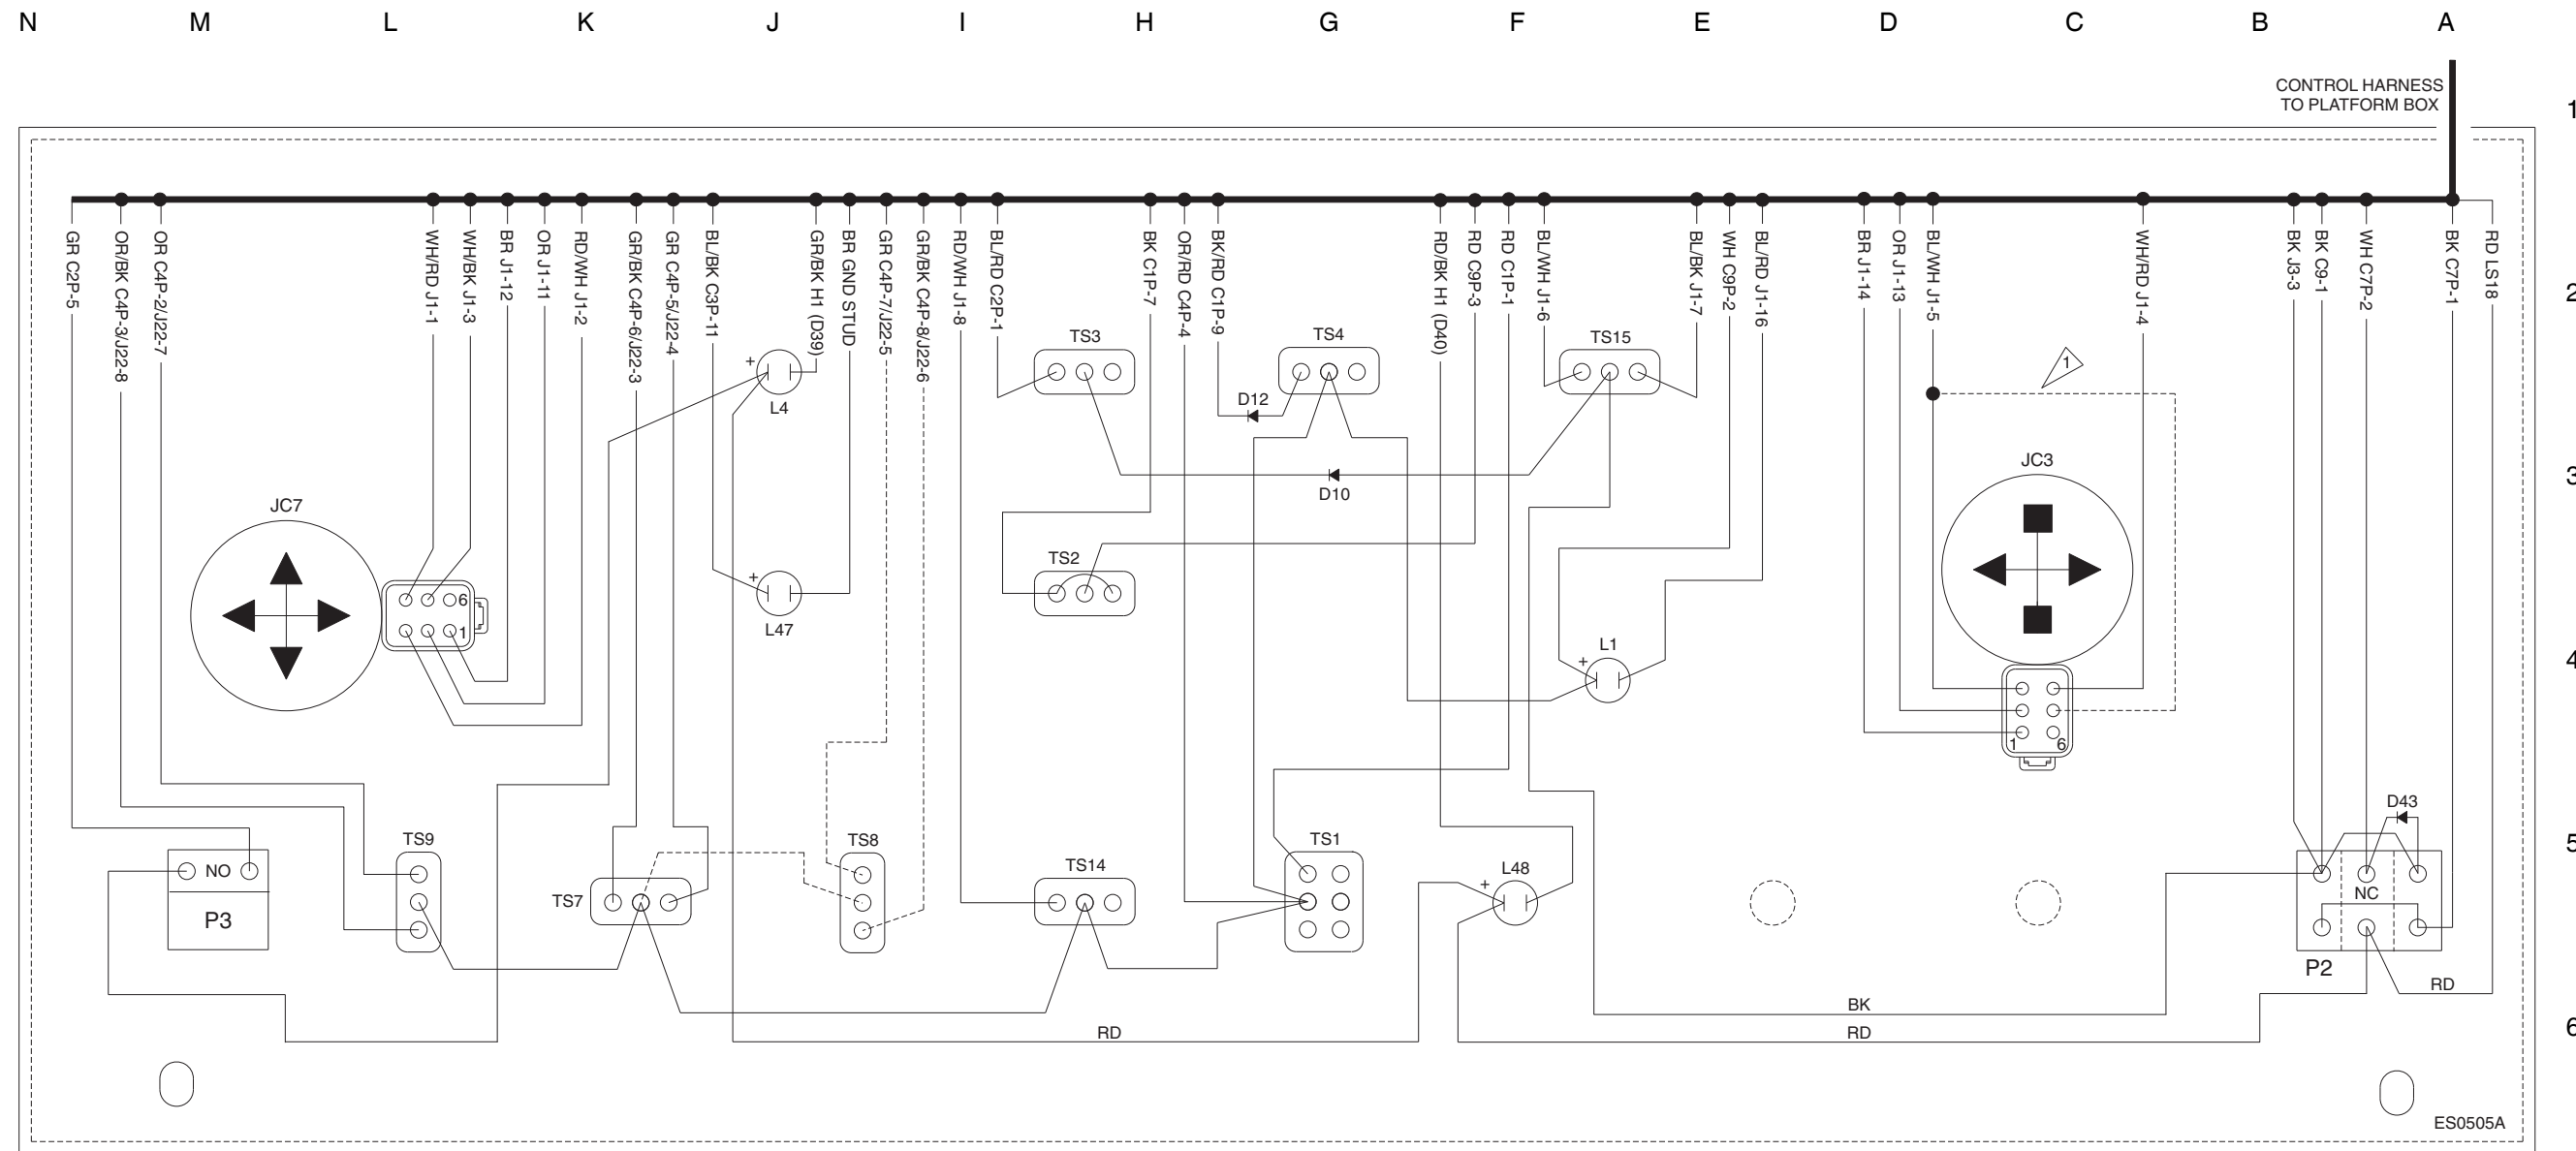 N M L K J I H G F E D C B A
CONTROL HARNESS
TO PLATFORM BOX
1
GR C2P-5
OR/BK C4P-3/J22-8
OR C4P-2/J22-7
WH/RD J1-1
WH/BK J1-3
BR J1-12
OR J1-11
RD/WH J1-2
GR/BK C4P-6/J22-3
GR C4P-5/J22-4
BL/BK C3P-11
GR/BK H1 (D39)
BR GND STUD
GR C4P-7/J22-5
GR/BK C4P-8/J22-6
RD/WH J1-8
BL/RD C2P-1
BK C1P-7
OR/RD C4P-4
BK/RD C1P-9
RD/BK H1 (D40)
RD C9P-3
RD C1P-1
BL/WH J1-6
BL/BK J1-7
WH C9P-2
BL/RD J1-16
BR J1-14
OR J1-13
BL/WH J1-5
WH/RD J1-4
BK J3-3
BK C9-1
WH C7P-2
BK C7P-1
RD LS18
2
TS3
TS4
TS15
+
L4
D12
1
D10
JC3
3
JC7
TS2
6
1
+
L47
L1
+
4
1 6
D43
TS9
TS8
TS1
5
NO
P3
TS7
TS14
L48
+
NC
P2
RD
BK
RD
RD
6
ES0505A